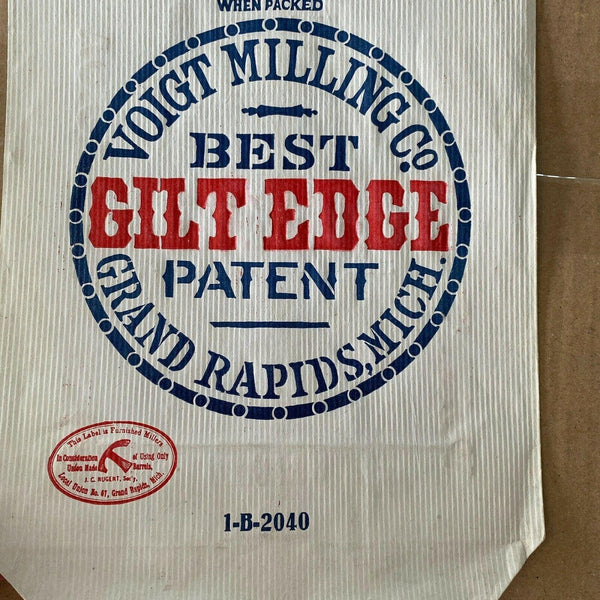 WHEN PACKED
VOIGT MILLING Co.
BEST
GILT EDGE
PATENT
GRAND RAPIDS, MICH.
This Label is Furnished Millers
In Consideration of Using Only
Union Made Barrels,
J. C. NUGENT, Sec'y.
Local Union No. 87, Grand Rapids, Mich.
1-B-2040